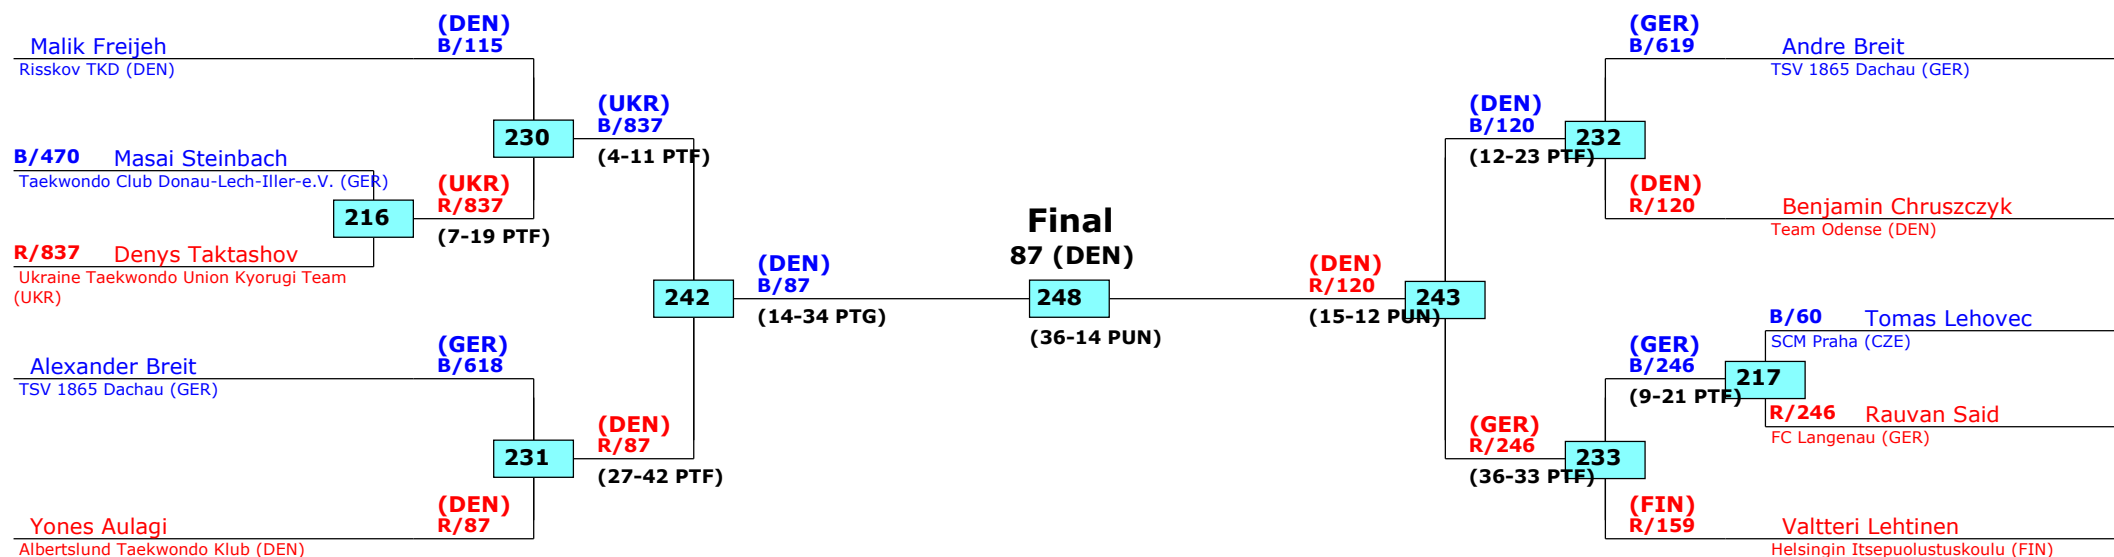 (DEN)
B/115
Malik Freijeh
Risskov TKD (DEN)
(UKR)
B/837
230
(4-11 PTF)
B/470 Masai Steinbach
Taekwondo Club Donau-Lech-Iller-e.V. (GER)
(UKR)
R/837
216
(7-19 PTF)
R/837 Denys Taktashov
Ukraine Taekwondo Union Kyorugi Team
(UKR)
(DEN)
B/87
242
(14-34 PTG)
(GER)
B/618
Alexander Breit
TSV 1865 Dachau (GER)
(DEN)
R/87
231
(27-42 PTF)
(DEN)
R/87
Yones Aulagi
Albertslund Taekwondo Klub (DEN)
Final
87 (DEN)
248
(36-14 PUN)
(GER)
B/619
Andre Breit
TSV 1865 Dachau (GER)
(DEN)
B/120
232
(12-23 PTF)
(DEN)
R/120
Benjamin Chruszczyk
Team Odense (DEN)
(DEN)
R/120
243
(15-12 PUN)
B/60 Tomas Lehovec
SCM Praha (CZE)
(GER)
B/246
217
(9-21 PTF)
R/246 Rauvan Said
FC Langenau (GER)
(GER)
R/246
233
(36-33 PTF)
(FIN)
R/159
Valtteri Lehtinen
Helsingin Itsepuolustuskoulu (FIN)